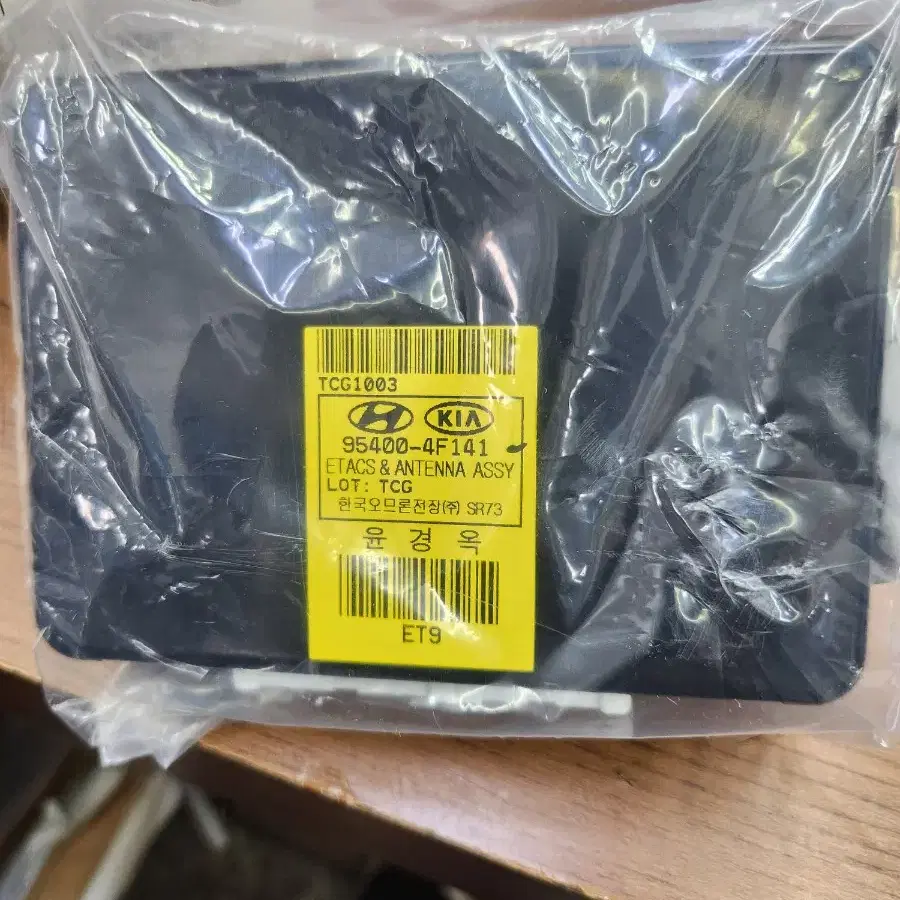 TCG1003
KIA
95400-4F141
ETACS & ANTENNA ASSY
LOT: TCG
한국오므론전장(주) SR73
윤경옥
ET9